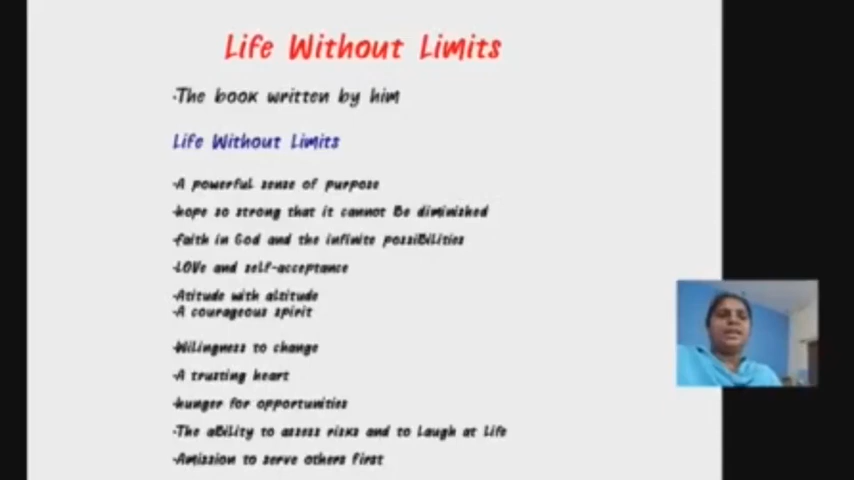 Life Without Limits
·The book written by him
Life Without Limits
·A powerful sense of purpose
·hope so strong that it cannot Be diminished
·faith in God and the infinite possiBilities
·LOVe and self-acceptance
·Atitude with altitude
·A courageous spirit
·Wilingness to change
·A trusting heart
·hunger for opportunities
·The aBility to assess risks and to laugh at life
·Amission to serve others first